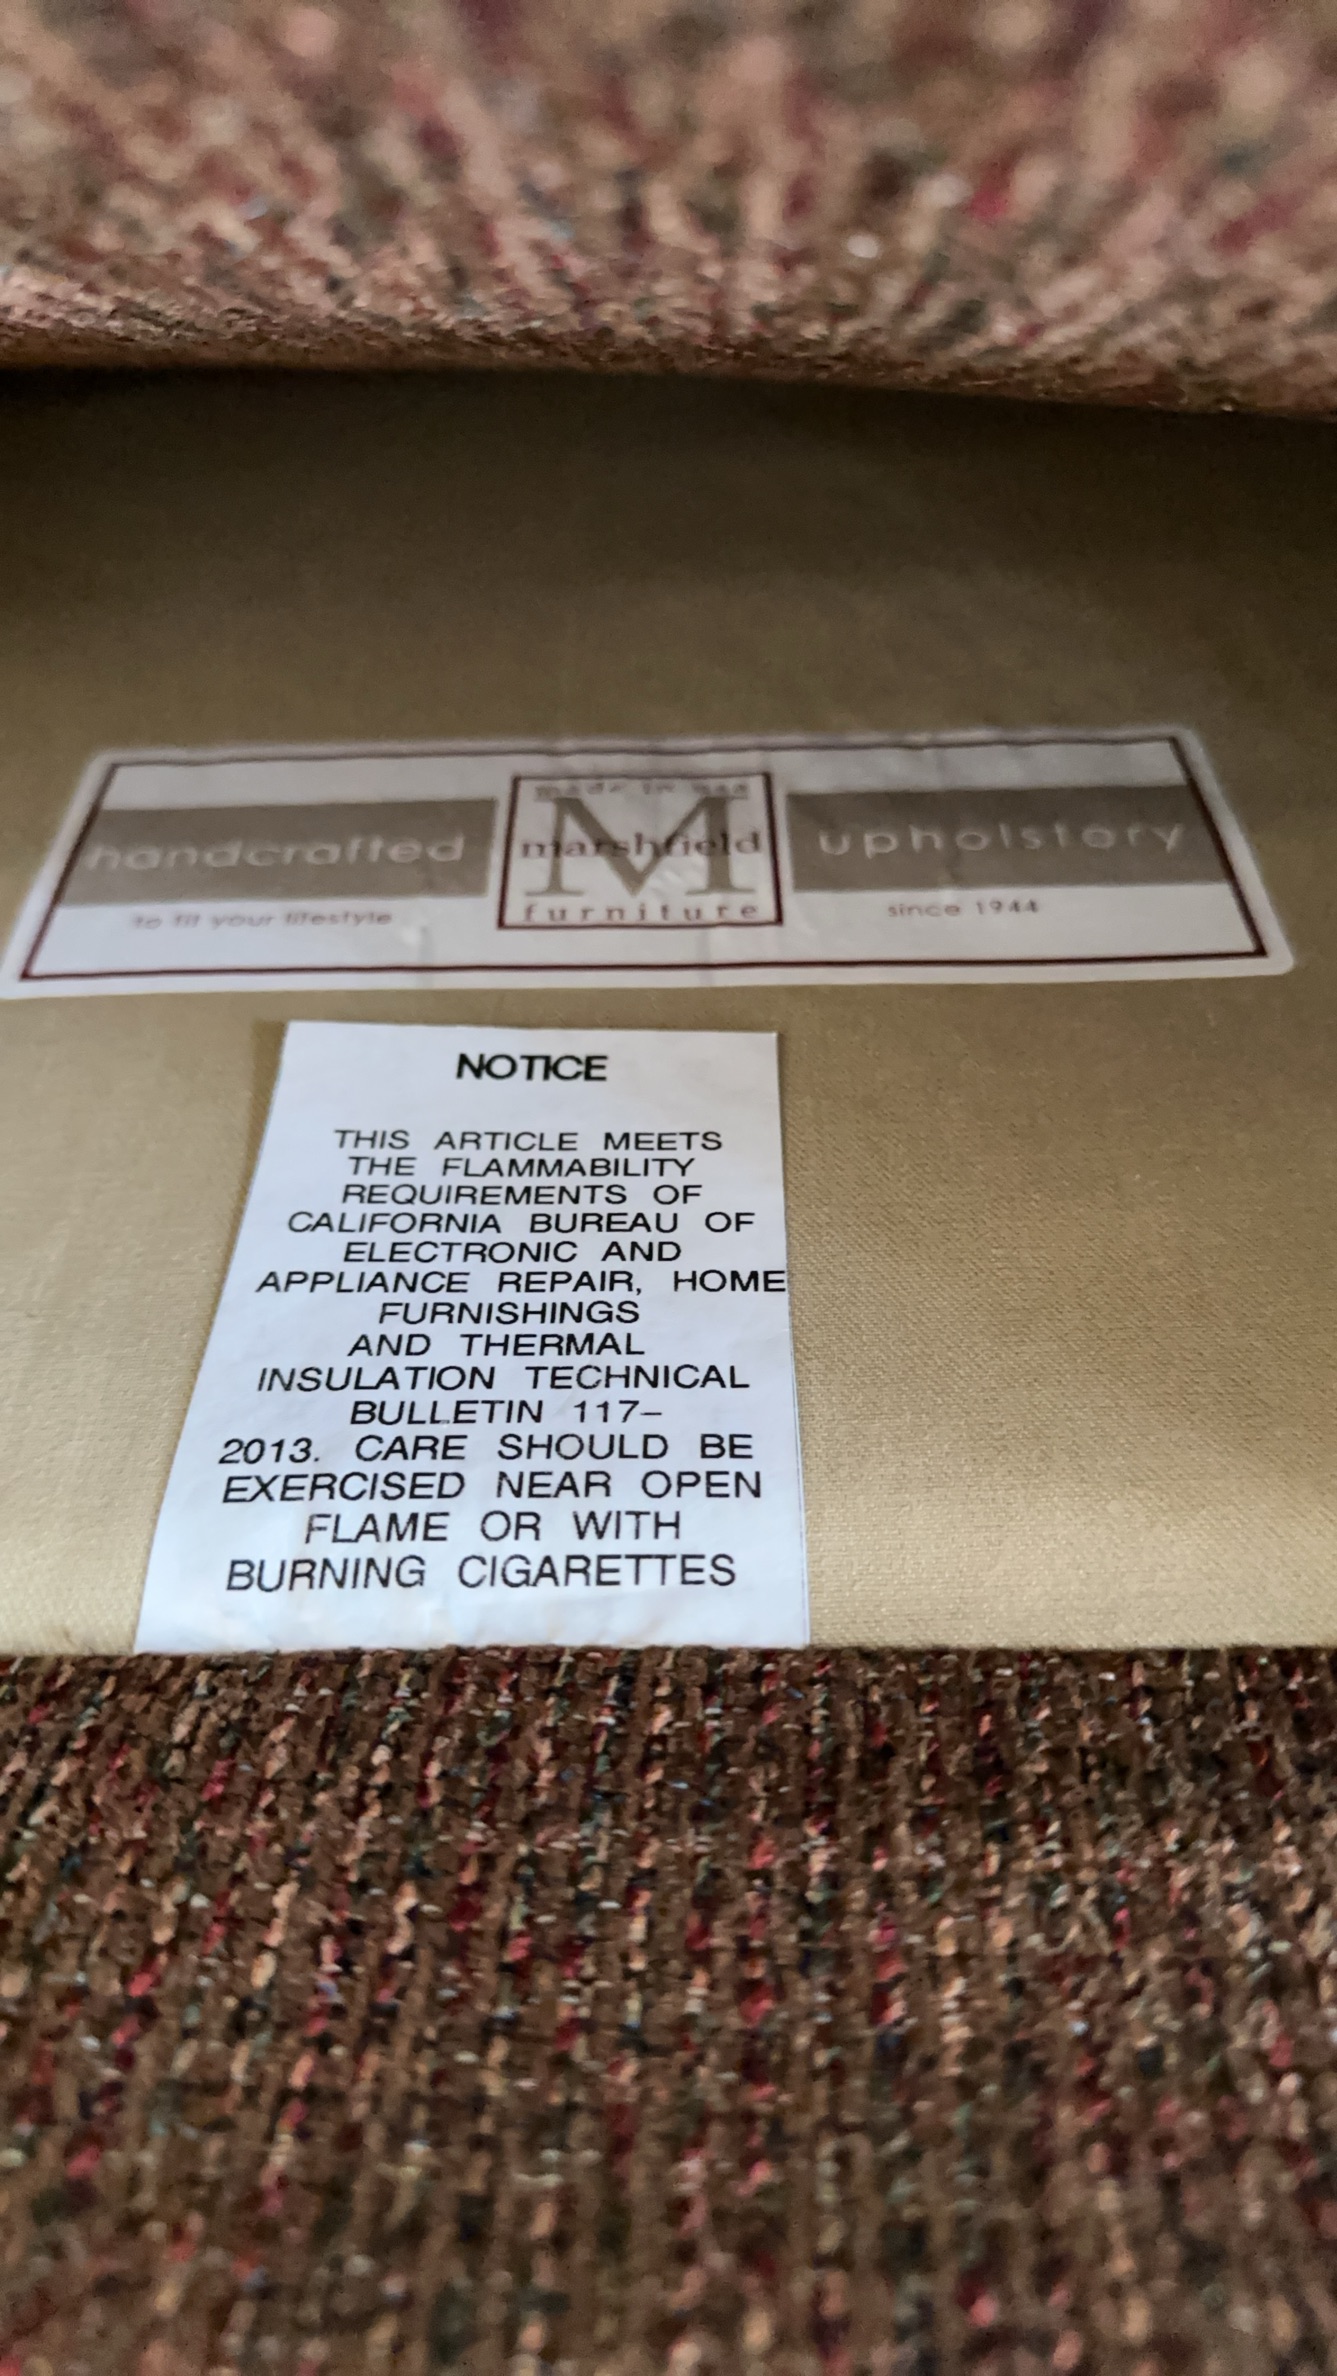 made in usa
handcrafted
M
marshfield
furniture
upholstery
to fit your lifestyle
since 1944
NOTICE
THIS ARTICLE MEETS
THE FLAMMABILITY
REQUIREMENTS OF
CALIFORNIA BUREAU OF
ELECTRONIC AND
APPLIANCE REPAIR, HOME
FURNISHINGS
AND THERMAL
INSULATION TECHNICAL
BULLETIN 117–
2013. CARE SHOULD BE
EXERCISED NEAR OPEN
FLAME OR WITH
BURNING CIGARETTES